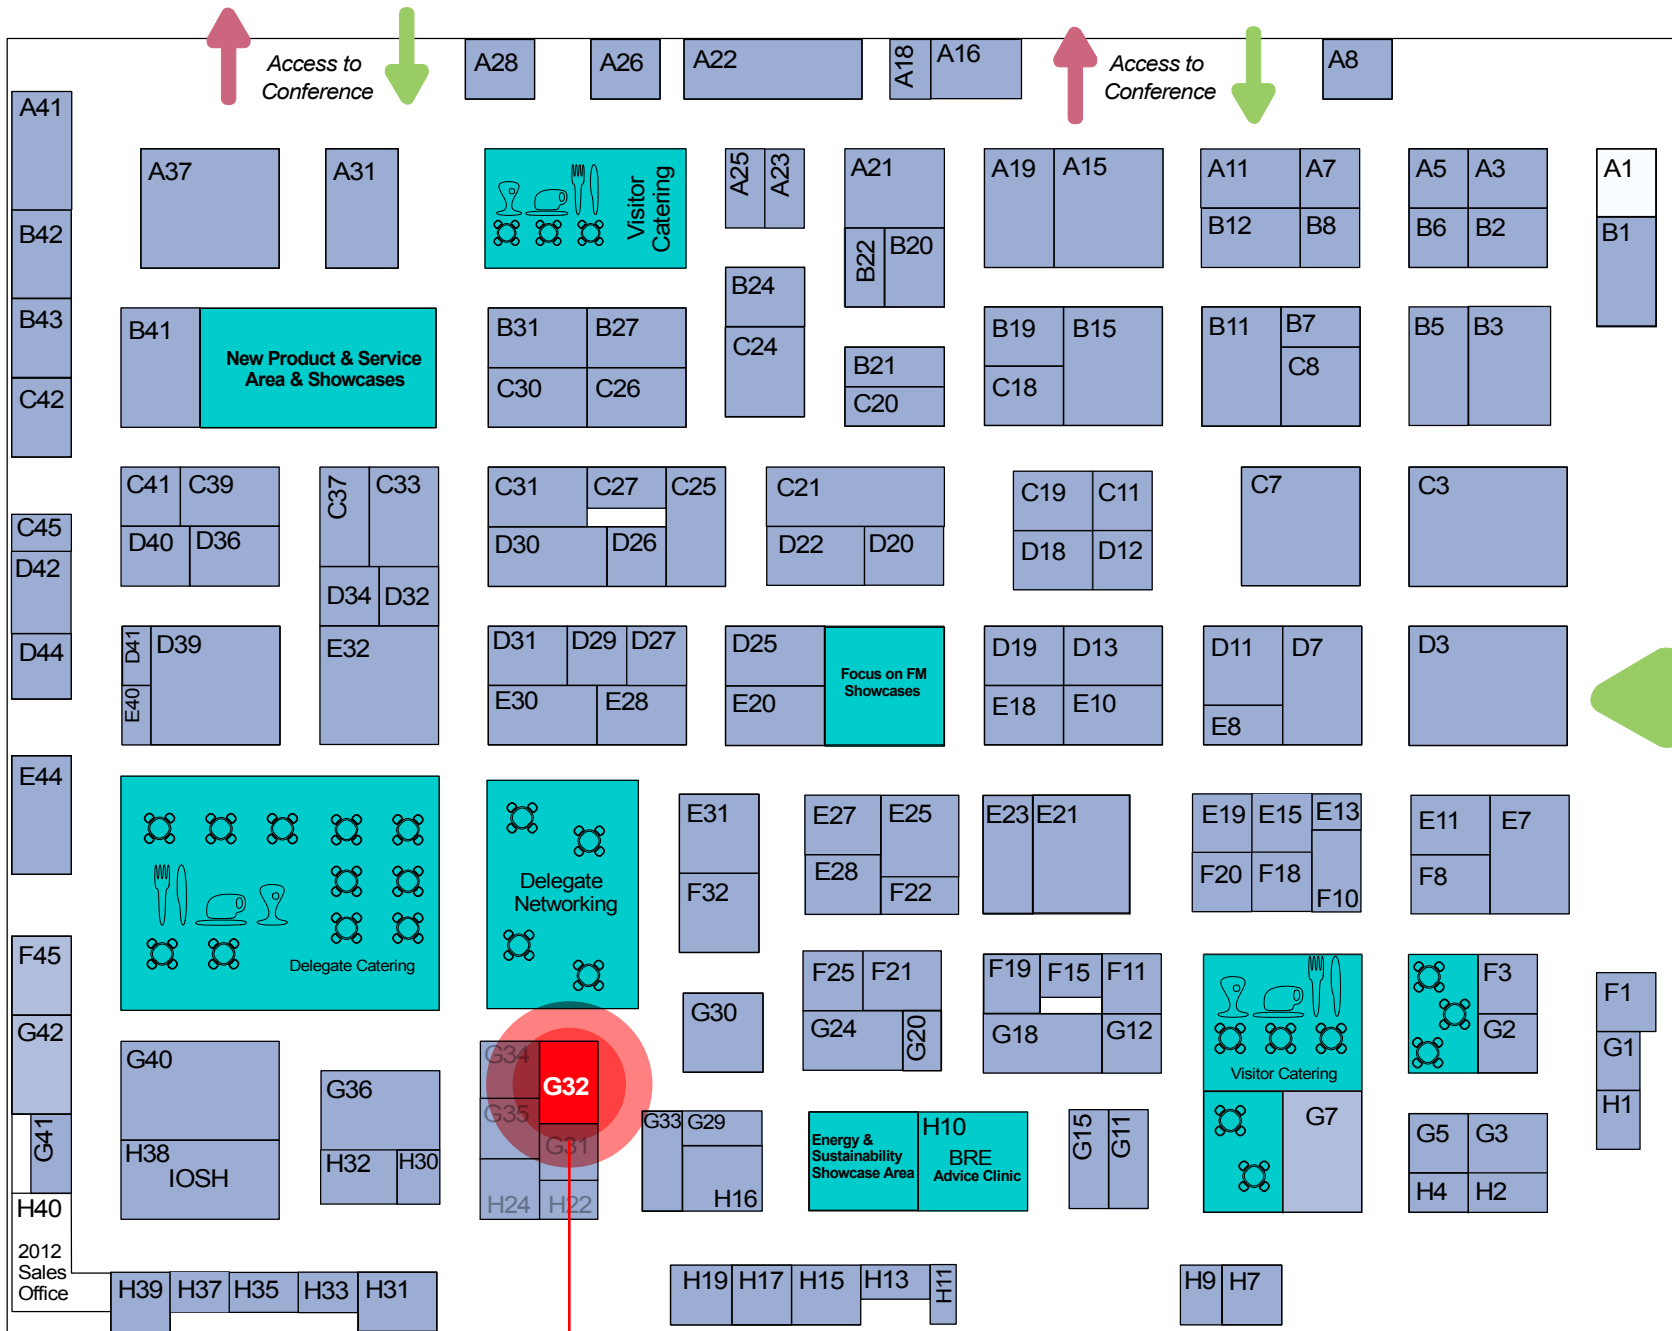 Access to
Conference
A28
A26
A22
A18
A16
Access to
Conference
A8
A41
A37
A31
Visitor
Catering
A25
A23
A21
A19
A15
A11
A7
A5
A3
A1
B42
B22
B20
B12
B8
B6
B2
B1
B43
B41
New Product & Service
Area & Showcases
B31
B27
B24
C24
B21
B19
B15
B11
B7
C8
B5
B3
C42
C30
C26
C20
C18
C41
C39
C37
C33
C31
C27
C25
C21
C19
C11
C7
C3
C45
D42
D40
D36
D34
D32
D30
D26
D22
D20
D18
D12
D44
D41
D39
E32
D31
D29
D27
D25
Focus on FM
Showcases
D19
D13
D11
D7
D3
E40
E30
E28
E20
E18
E10
E8
E44
Delegate Catering
Delegate
Networking
E31
E27
E25
E23
E21
E19
E15
E13
E11
E7
F32
E28
F22
F20
F18
F10
F8
F45
G42
G30
F25
F21
F19
F15
F11
F3
F1
G24
G20
G18
G12
Visitor Catering
G2
G1
G40
G36
G34
G32
G35
G31
G33
G29
Energy &
Sustainability
Showcase Area
H10
BRE
Advice Clinic
G15
G11
G7
G5
G3
H1
G41
H38
IOSH
H32
H30
H24
H22
H16
H4
H2
H40
2012
Sales
Office
H39
H37
H35
H33
H31
H19
H17
H15
H13
H11
H9
H7